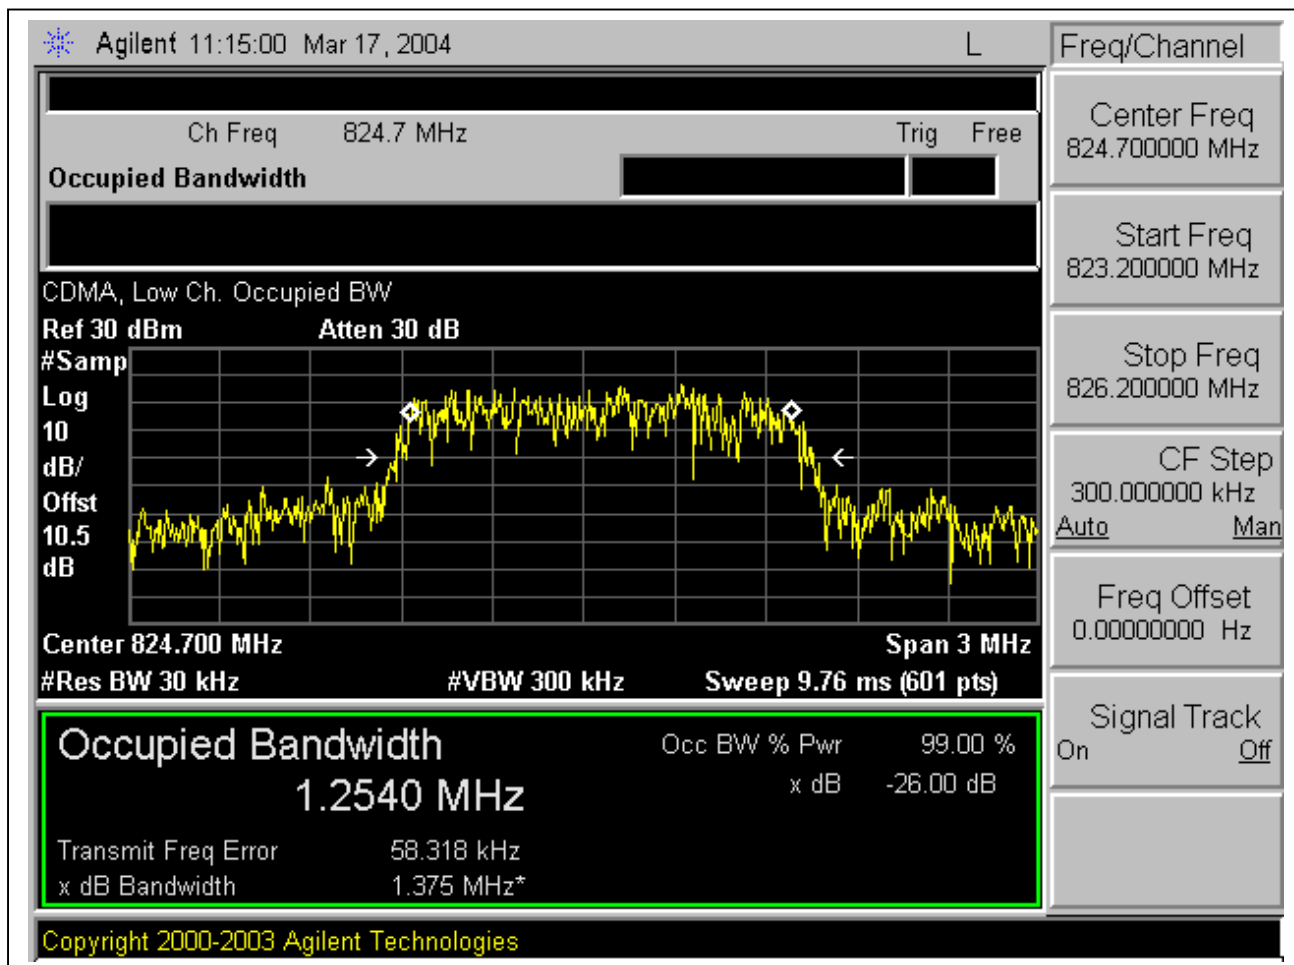 Agilent 11:15:00 Mar 17, 2004 L
Freq/Channel
Ch Freq 824.7 MHz Trig Free
Occupied Bandwidth
CDMA, Low Ch. Occupied BW
Ref 30 dBm Atten 30 dB
#Samp
Log
10
dB/
Offst
10.5
dB
Center 824.700 MHz Span 3 MHz
#Res BW 30 kHz #VBW 300 kHz Sweep 9.76 ms (601 pts)
Occupied Bandwidth Occ BW % Pwr 99.00 %
1.2540 MHz x dB -26.00 dB
Transmit Freq Error 58.318 kHz
x dB Bandwidth 1.375 MHz*
Copyright 2000-2003 Agilent Technologies
Center Freq
824.700000 MHz
Start Freq
823.200000 MHz
Stop Freq
826.200000 MHz
CF Step
300.000000 kHz
Auto Man
Freq Offset
0.00000000 Hz
Signal Track
On Off